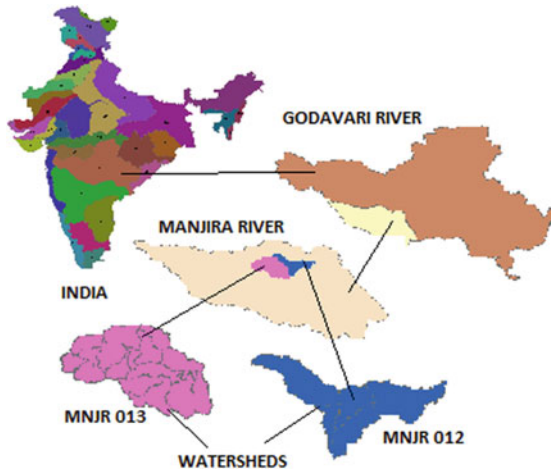 GODAVARI RIVER
MANJIRA RIVER
INDIA
MNJR 013
MNJR 012
WATERSHEDS